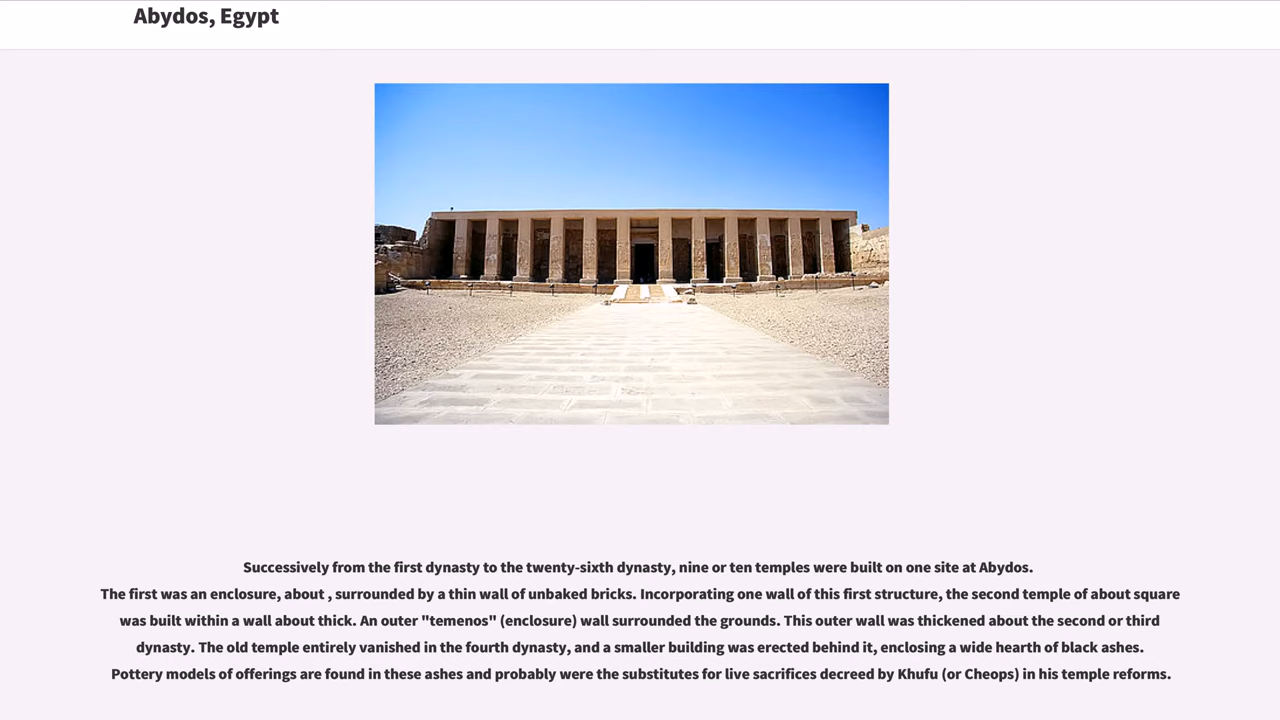 Abydos, Egypt
Successively from the first dynasty to the twenty-sixth dynasty, nine or ten temples were built on one site at Abydos.
The first was an enclosure, about , surrounded by a thin wall of unbaked bricks. Incorporating one wall of this first structure, the second temple of about square
was built within a wall about thick. An outer "temenos" (enclosure) wall surrounded the grounds. This outer wall was thickened about the second or third
dynasty. The old temple entirely vanished in the fourth dynasty, and a smaller building was erected behind it, enclosing a wide hearth of black ashes.
Pottery models of offerings are found in these ashes and probably were the substitutes for live sacrifices decreed by Khufu (or Cheops) in his temple reforms.